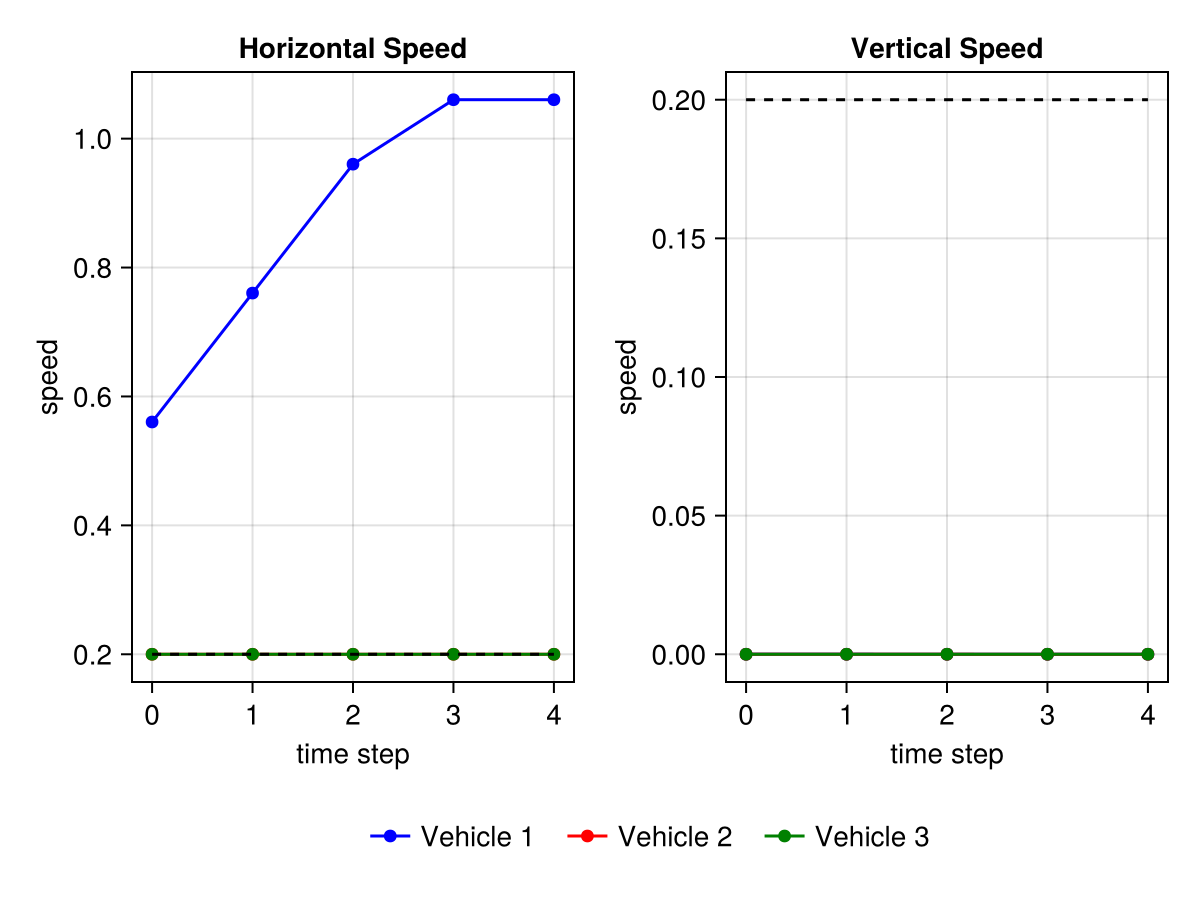 Horizontal Speed
speed
1.0
0.8
0.6
0.4
0.2
0 1 2 3 4
time step
Vertical Speed
speed
0.20
0.15
0.10
0.05
0.00
0 1 2 3 4
time step
Vehicle 1 Vehicle 2 Vehicle 3